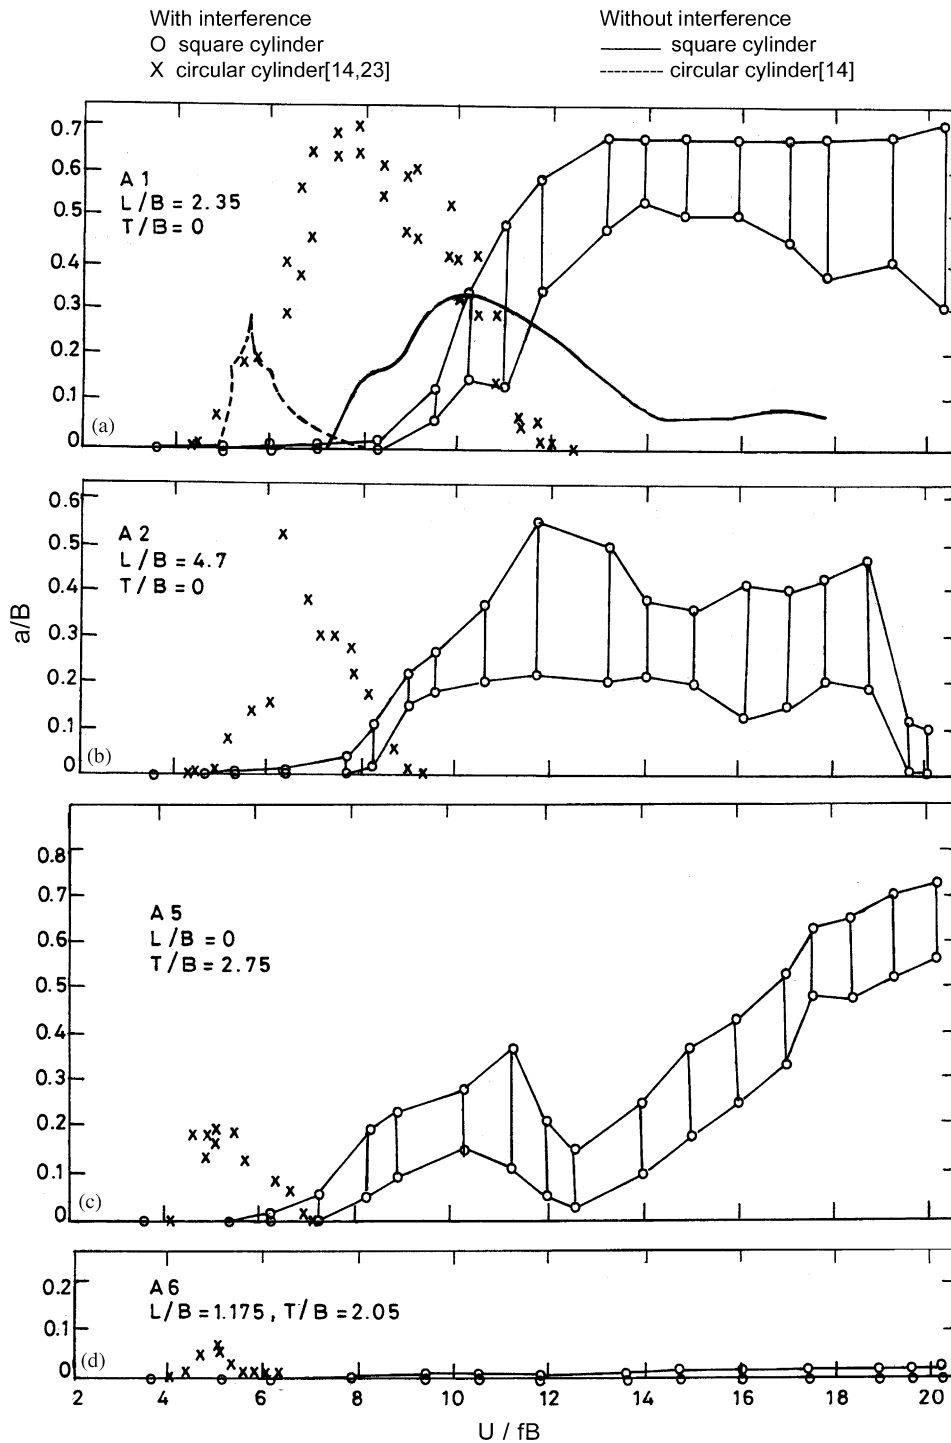 With interference
O square cylinder
X circular cylinder[14,23]
Without interference
square cylinder
circular cylinder[14]
0.7
0.6
0.5
0.4
0.3
0.2
0.1
0
A 1
L/B = 2.35
T/B = 0
(a)
0.6
0.5
0.4
0.3
0.2
0.1
0
A 2
L/B = 4.7
T/B = 0
(b)
a/B
0.8
0.7
0.6
0.5
0.4
0.3
0.2
0.1
0
A 5
L/B = 0
T/B = 2.75
(c)
0.2
0.1
0
A 6
L/B = 1.175, T/B = 2.05
(d)
2 4 6 8 10 12 14 16 18 20
U / fB